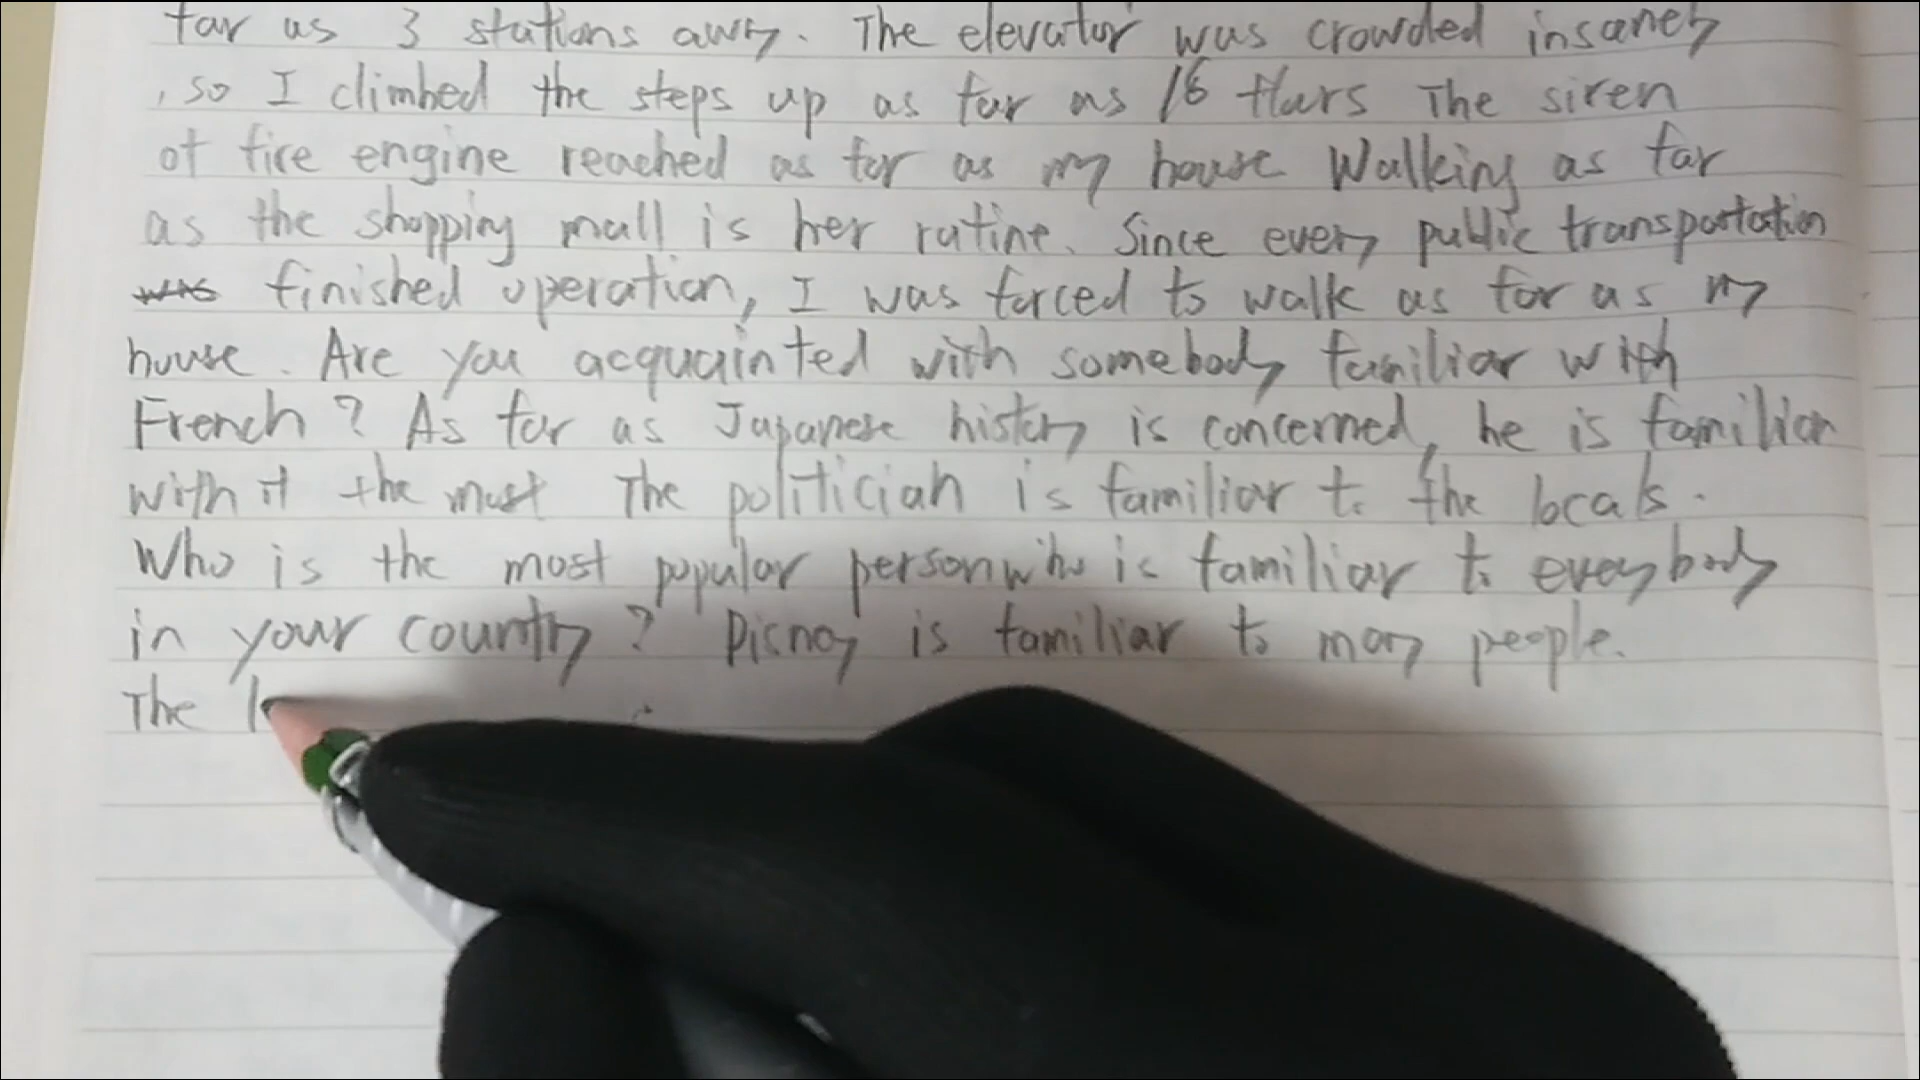 far as 3 stations away. The elevator was crowded insanely
, so I climbed the steps up as far as 16 floors The siren
of fire engine reached as far as my house Walking as far
as the shopping mall is her rutine. Since every public transportation
finished operation, I was forced to walk as far as my
house. Are you acquainted with somebody familiar with
French? As far as Japanese history is concerned, he is familiar
with it the most The politician is familiar to the locals.
Who is the most popular person who is familiar to everybody
in your country? Disney is familiar to many people.
The